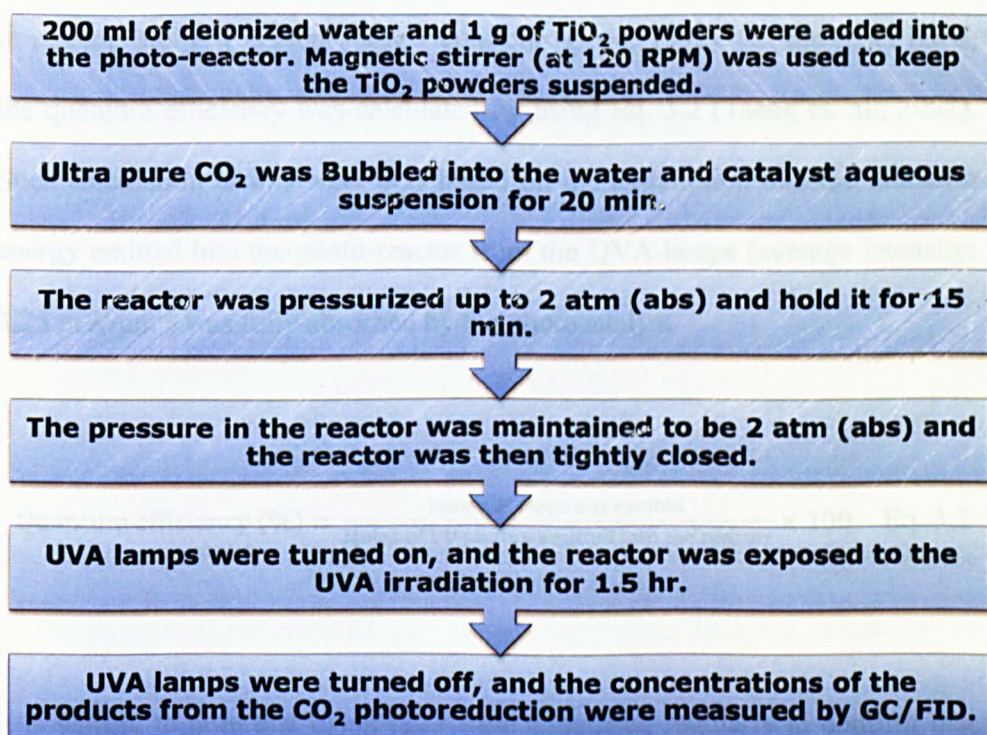 200 ml of deionized water and 1 g of TiO₂ powders were added into
the photo-reactor. Magnetic stirrer (at 120 RPM) was used to keep
the TiO₂ powders suspended.
Ultra pure CO₂ was Bubbled into the water and catalyst aqueous
suspension for 20 min.
The reactor was pressurized up to 2 atm (abs) and hold it for 15
min.
The pressure in the reactor was maintained to be 2 atm (abs) and
the reactor was then tightly closed.
UVA lamps were turned on, and the reactor was exposed to the
UVA irradiation for 1.5 hr.
UVA lamps were turned off, and the concentrations of the
products from the CO₂ photoreduction were measured by GC/FID.